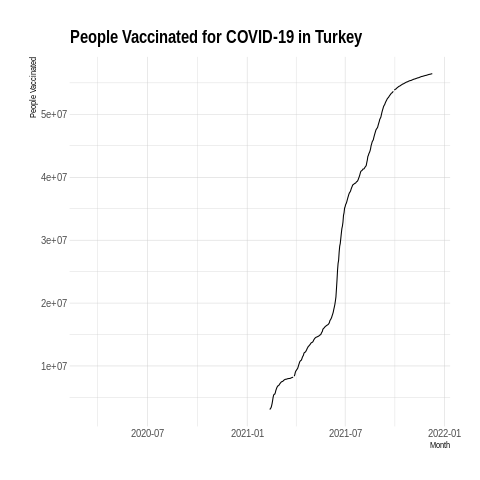 People Vaccinated for COVID-19 in Turkey
People Vaccinated
5e+07
4e+07
3e+07
2e+07
1e+07
2020-07 2021-01 2021-07 2022-01
Month